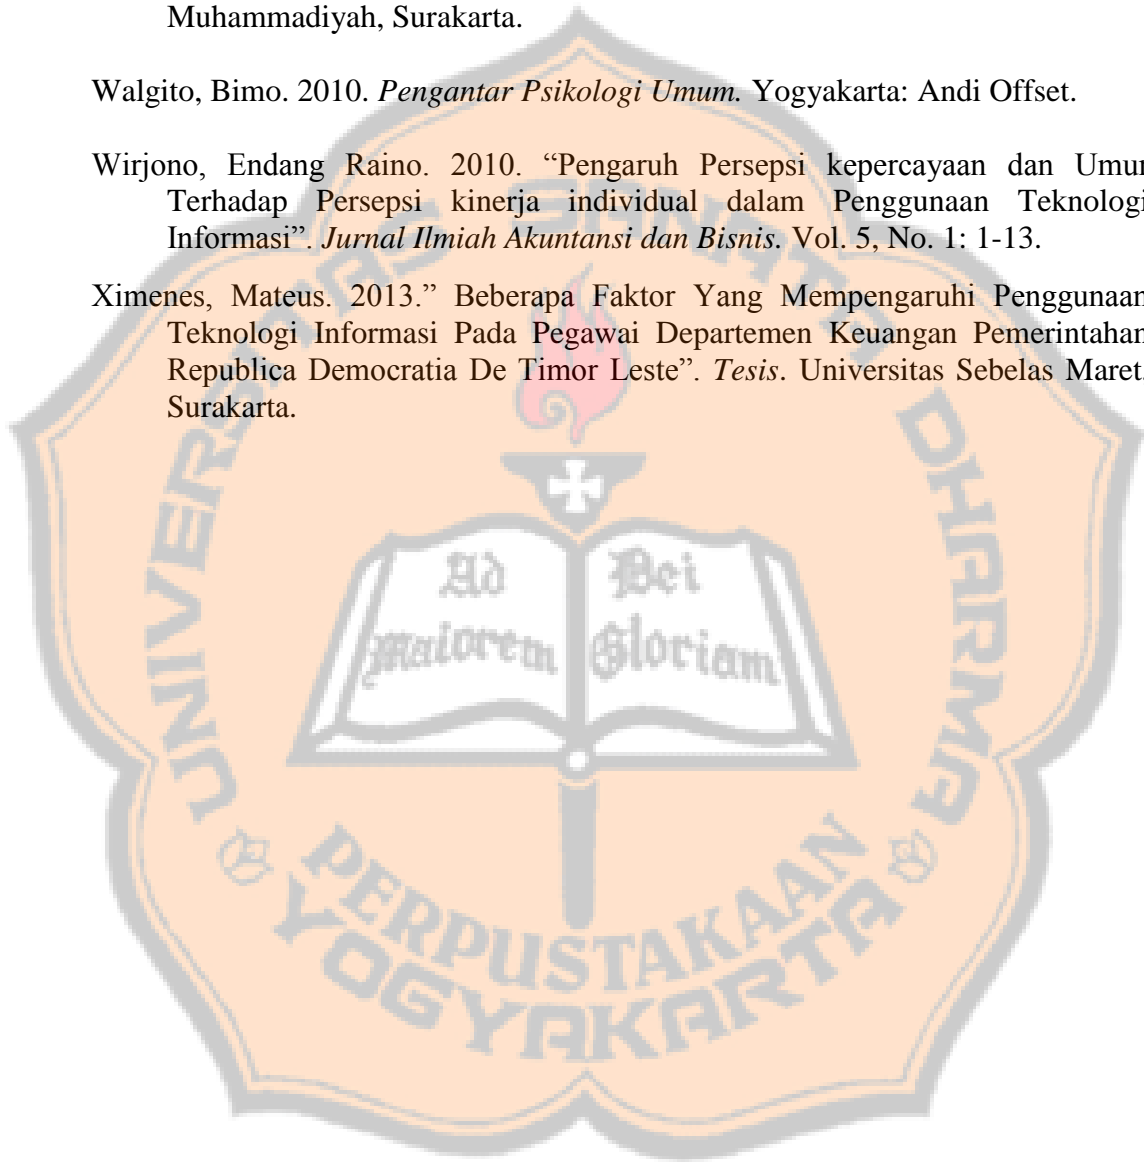 Muhammadiyah, Surakarta.
Walgito, Bimo. 2010. Pengantar Psikologi Umum. Yogyakarta: Andi Offset.
Wirjono, Endang Raino. 2010. “Pengaruh Persepsi kepercayaan dan Umur
Terhadap Persepsi kinerja individual dalam Penggunaan Teknologi
Informasi”. Jurnal Ilmiah Akuntansi dan Bisnis. Vol. 5, No. 1: 1-13.
Ximenes, Mateus. 2013.” Beberapa Faktor Yang Mempengaruhi Penggunaan
Teknologi Informasi Pada Pegawai Departemen Keuangan Pemerintahan
Republica Democratia De Timor Leste”. Tesis. Universitas Sebelas Maret,
Surakarta.
UNIVERSITAS SANATA DHARMA
Ad Dei
maiorem Gloriam
PERPUSTAKAAN
YOGYAKARTA